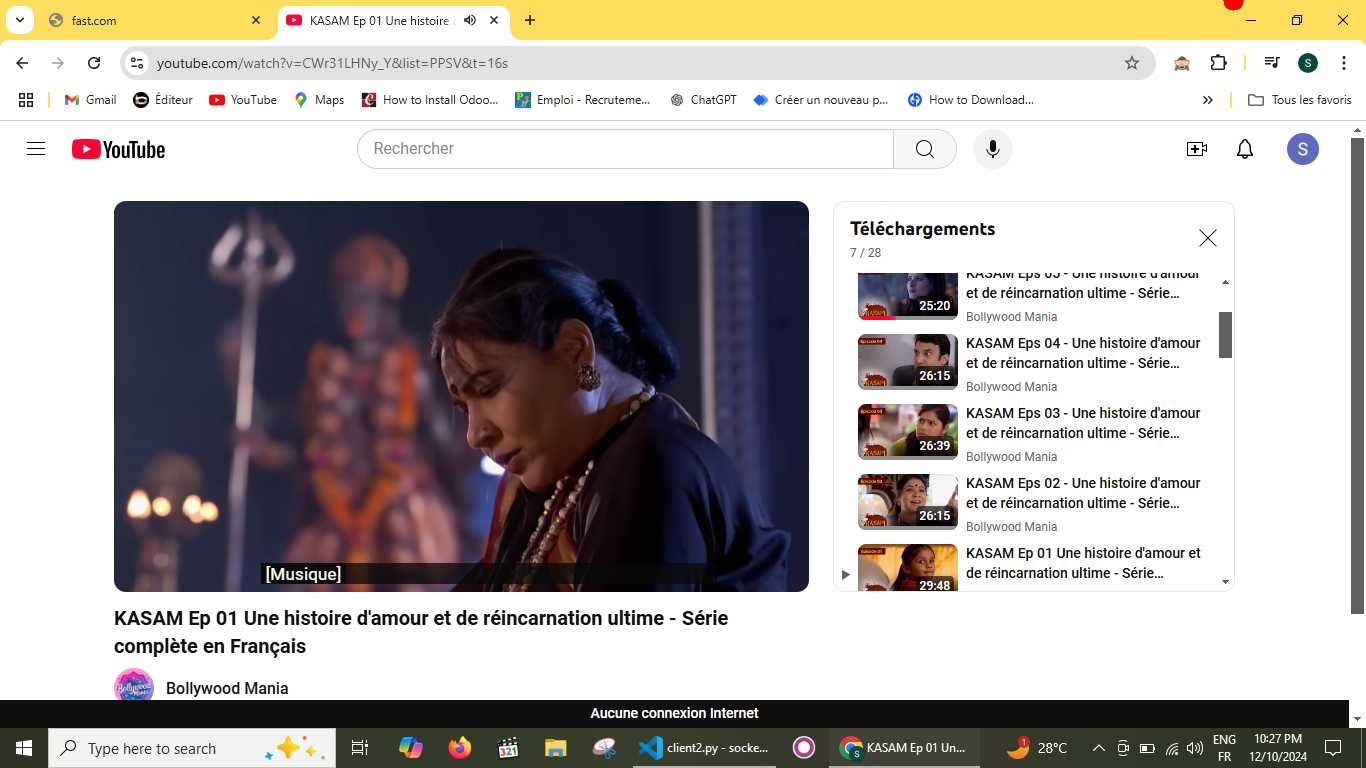 fast.com
KASAM Ep 01 Une histoire
youtube.com/watch?v=CWr31LHNy_Y&list=PPSV&t=16s
S
Gmail
Éditeur
YouTube
Maps
How to Install Odoo...
Emploi - Recruteme...
ChatGPT
Créer un nouveau p...
How to Download...
»
Tous les favoris
YouTube
Rechercher
S
[Musique]
Téléchargements
7 / 28
KASAM Eps 05 - Une histoire d'amour
et de réincarnation ultime - Série...
25:20
Bollywood Mania
KASAM Eps 04 - Une histoire d'amour
et de réincarnation ultime - Série...
26:15
Bollywood Mania
KASAM Eps 03 - Une histoire d'amour
et de réincarnation ultime - Série...
26:39
Bollywood Mania
KASAM Eps 02 - Une histoire d'amour
et de réincarnation ultime - Série...
26:15
Bollywood Mania
KASAM Ep 01 Une histoire d'amour et
de réincarnation ultime - Série...
29:48
KASAM Ep 01 Une histoire d'amour et de réincarnation ultime - Série
complète en Français
Bollywood Mania
Aucune connexion Internet
Type here to search
321
client2.py - socke...
KASAM Ep 01 Un...
1
28°C
ENG
FR
10:27 PM
12/10/2024